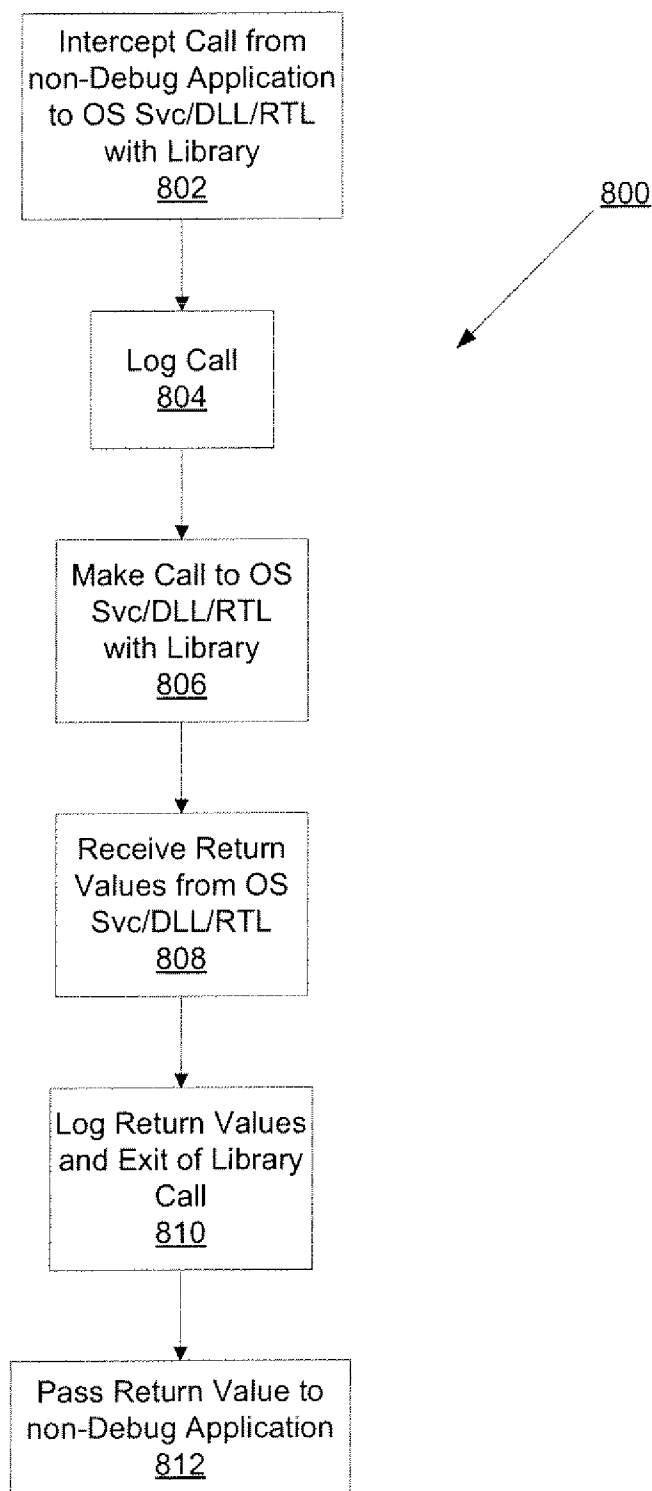 Intercept Call from
non-Debug Application
to OS Svc/DLL/RTL
with Library
802
800
Log Call
804
Make Call to OS
Svc/DLL/RTL
with Library
806
Receive Return
Values from OS
Svc/DLL/RTL
808
Log Return Values
and Exit of Library
Call
810
Pass Return Value to
non-Debug Application
812